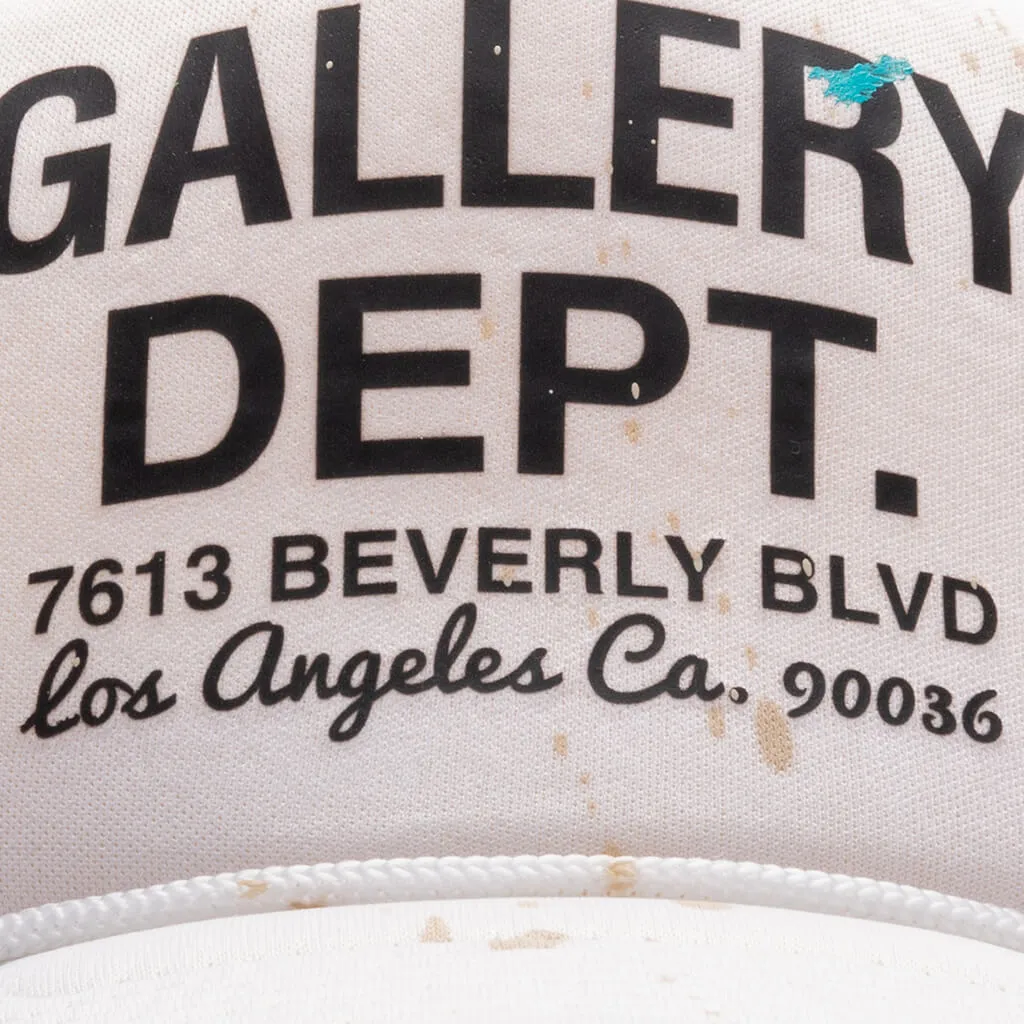 GALLERY
DEPT.
7613 BEVERLY BLVD
los Angeles Ca. 90036